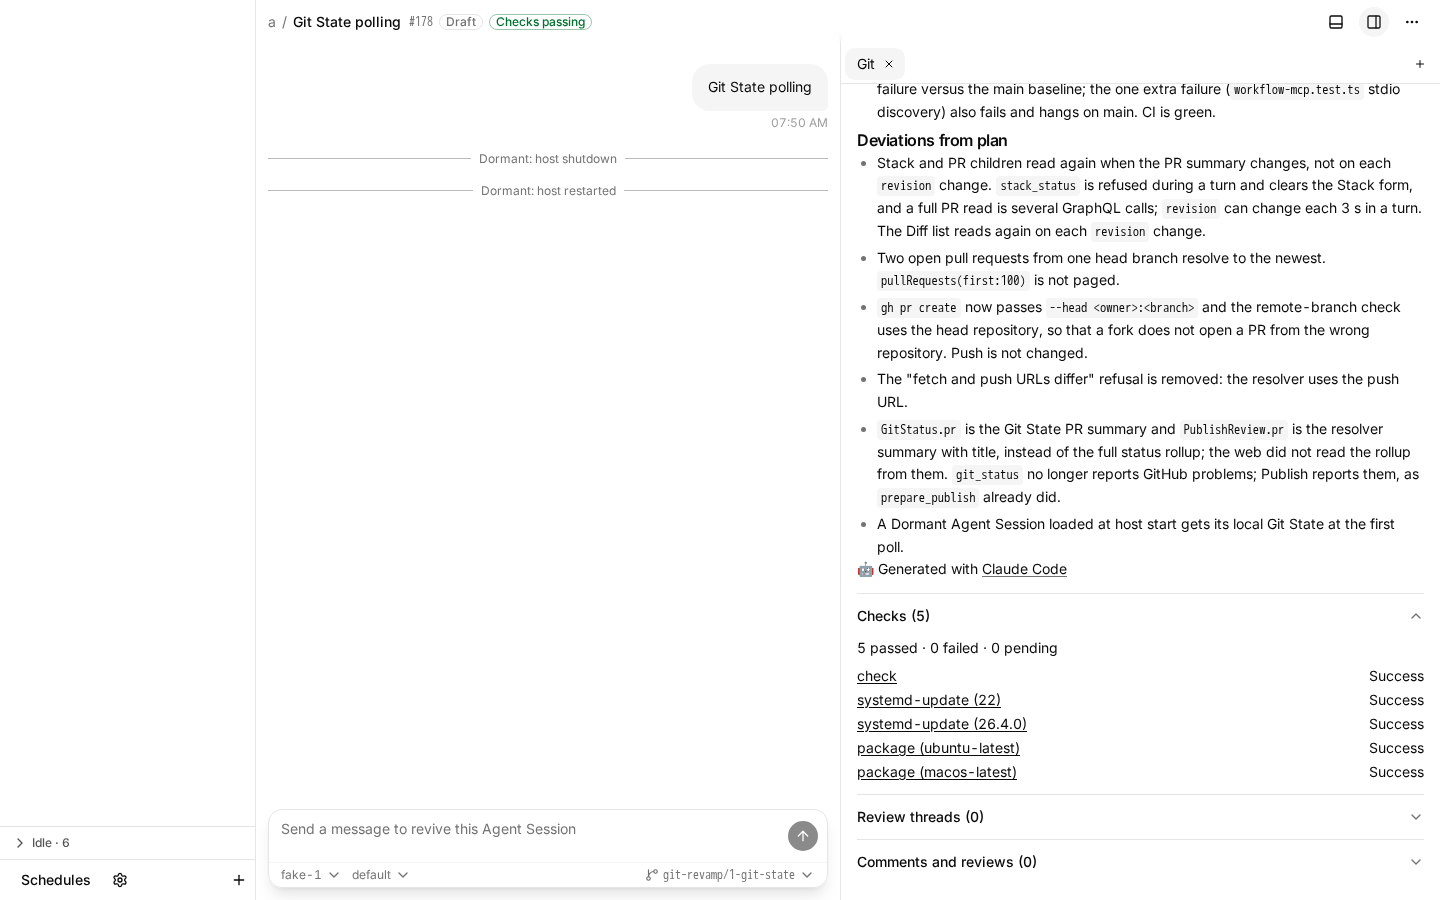 a / Git State polling #178 Draft Checks passing
Git
Git State polling
07:50 AM
Dormant: host shutdown
Dormant: host restarted
failure versus the main baseline; the one extra failure ( workflow-mcp.test.ts stdio
discovery) also fails and hangs on main. CI is green.
Deviations from plan
Stack and PR children read again when the PR summary changes, not on each
revision change. stack_status is refused during a turn and clears the Stack form,
and a full PR read is several GraphQL calls; revision can change each 3 s in a turn.
The Diff list reads again on each revision change.
Two open pull requests from one head branch resolve to the newest.
pullRequests(first:100) is not paged.
gh pr create now passes --head <owner>:<branch> and the remote-branch check
uses the head repository, so that a fork does not open a PR from the wrong
repository. Push is not changed.
The "fetch and push URLs differ" refusal is removed: the resolver uses the push
URL.
GitStatus.pr is the Git State PR summary and PublishReview.pr is the resolver
summary with title, instead of the full status rollup; the web did not read the rollup
from them. git_status no longer reports GitHub problems; Publish reports them, as
prepare_publish already did.
A Dormant Agent Session loaded at host start gets its local Git State at the first
poll.
🤖 Generated with Claude Code
Checks (5)
5 passed · 0 failed · 0 pending
check Success
systemd-update (22) Success
systemd-update (26.4.0) Success
package (ubuntu-latest) Success
package (macos-latest) Success
Review threads (0)
Comments and reviews (0)
Send a message to revive this Agent Session
fake-1 default git-revamp/1-git-state
Idle · 6
Schedules